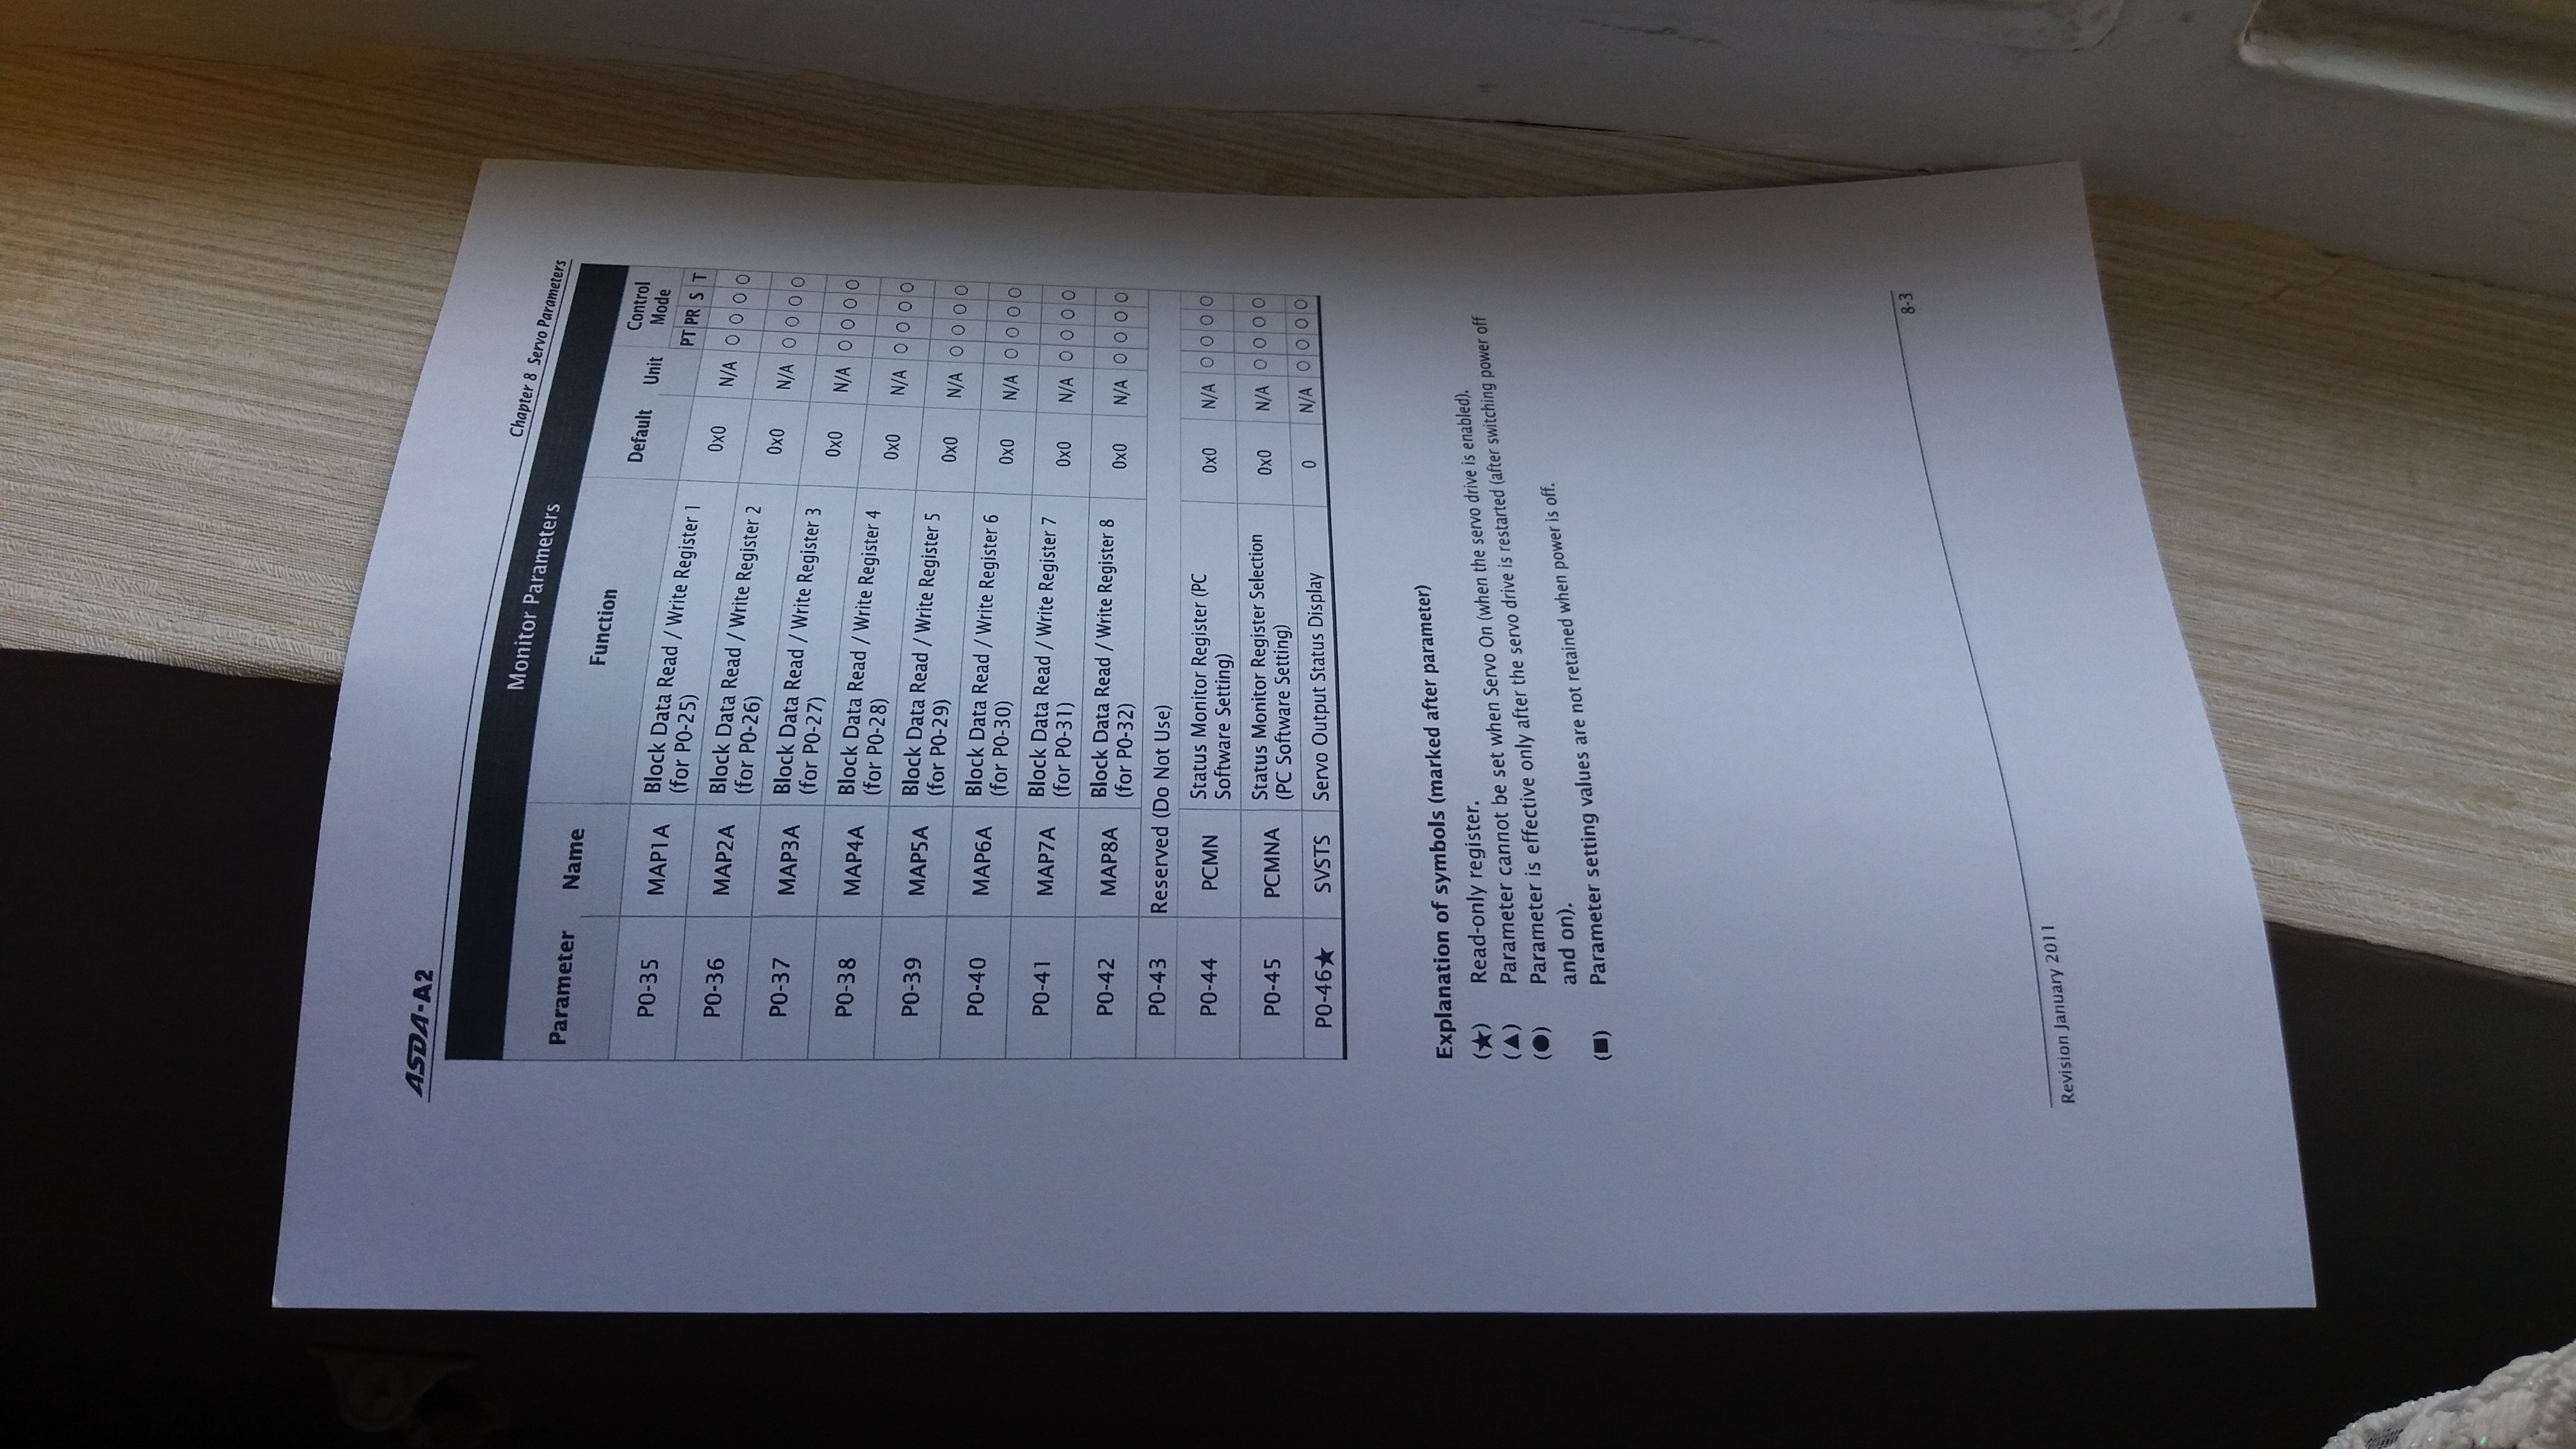 ASDA-A2 Chapter 8 Servo Parameters
Monitor Parameters
Parameter Name Function Default Unit Control Mode
PT PR S T
P0-35 MAP1A Block Data Read / Write Register 1 0x0 N/A ○ ○ ○ ○
(for P0-25)
P0-36 MAP2A Block Data Read / Write Register 2 0x0 N/A ○ ○ ○ ○
(for P0-26)
P0-37 MAP3A Block Data Read / Write Register 3 0x0 N/A ○ ○ ○ ○
(for P0-27)
P0-38 MAP4A Block Data Read / Write Register 4 0x0 N/A ○ ○ ○ ○
(for P0-28)
P0-39 MAP5A Block Data Read / Write Register 5 0x0 N/A ○ ○ ○ ○
(for P0-29)
P0-40 MAP6A Block Data Read / Write Register 6 0x0 N/A ○ ○ ○ ○
(for P0-30)
P0-41 MAP7A Block Data Read / Write Register 7 0x0 N/A ○ ○ ○ ○
(for P0-31)
P0-42 MAP8A Block Data Read / Write Register 8 0x0 N/A ○ ○ ○ ○
(for P0-32)
P0-43 Reserved (Do Not Use)
P0-44 PCMN Status Monitor Register (PC 0x0 N/A ○ ○ ○ ○
Software Setting)
P0-45 PCMNA Status Monitor Register Selection 0x0 N/A ○ ○ ○ ○
(PC Software Setting)
P0-46★ SVSTS Servo Output Status Display 0 N/A ○ ○ ○ ○
Explanation of symbols (marked after parameter)
(★) Read-only register.
(▲) Parameter cannot be set when Servo On (when the servo drive is enabled).
(●) Parameter is effective only after the servo drive is restarted (after switching power off
and on).
(■) Parameter setting values are not retained when power is off.
Revision January 2011 8-3